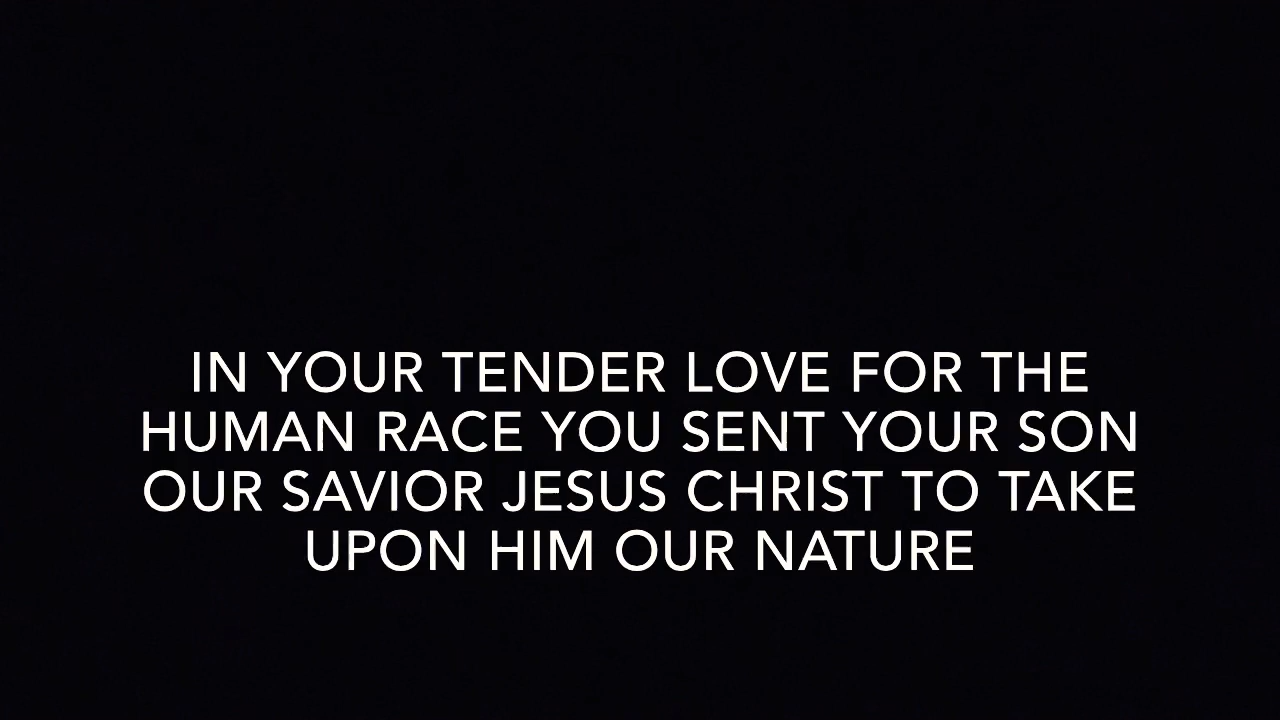 IN YOUR TENDER LOVE FOR THE
HUMAN RACE YOU SENT YOUR SON
OUR SAVIOR JESUS CHRIST TO TAKE
UPON HIM OUR NATURE